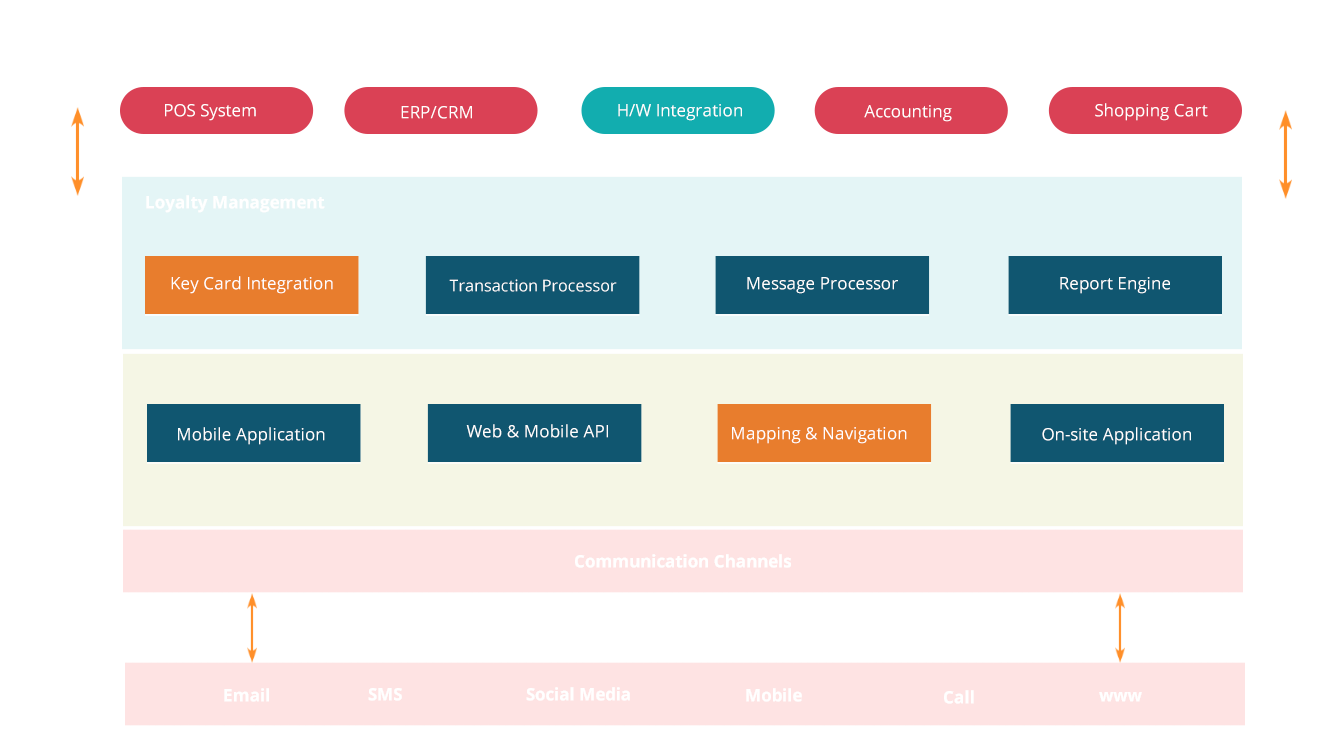 POS System
ERP/CRM
H/W Integration
Accounting
Shopping Cart
Loyalty Management
Key Card Integration
Transaction Processor
Message Processor
Report Engine
Mobile Application
Web & Mobile API
Mapping & Navigation
On-site Application
Communication Channels
Email
SMS
Social Media
Mobile
Call
www